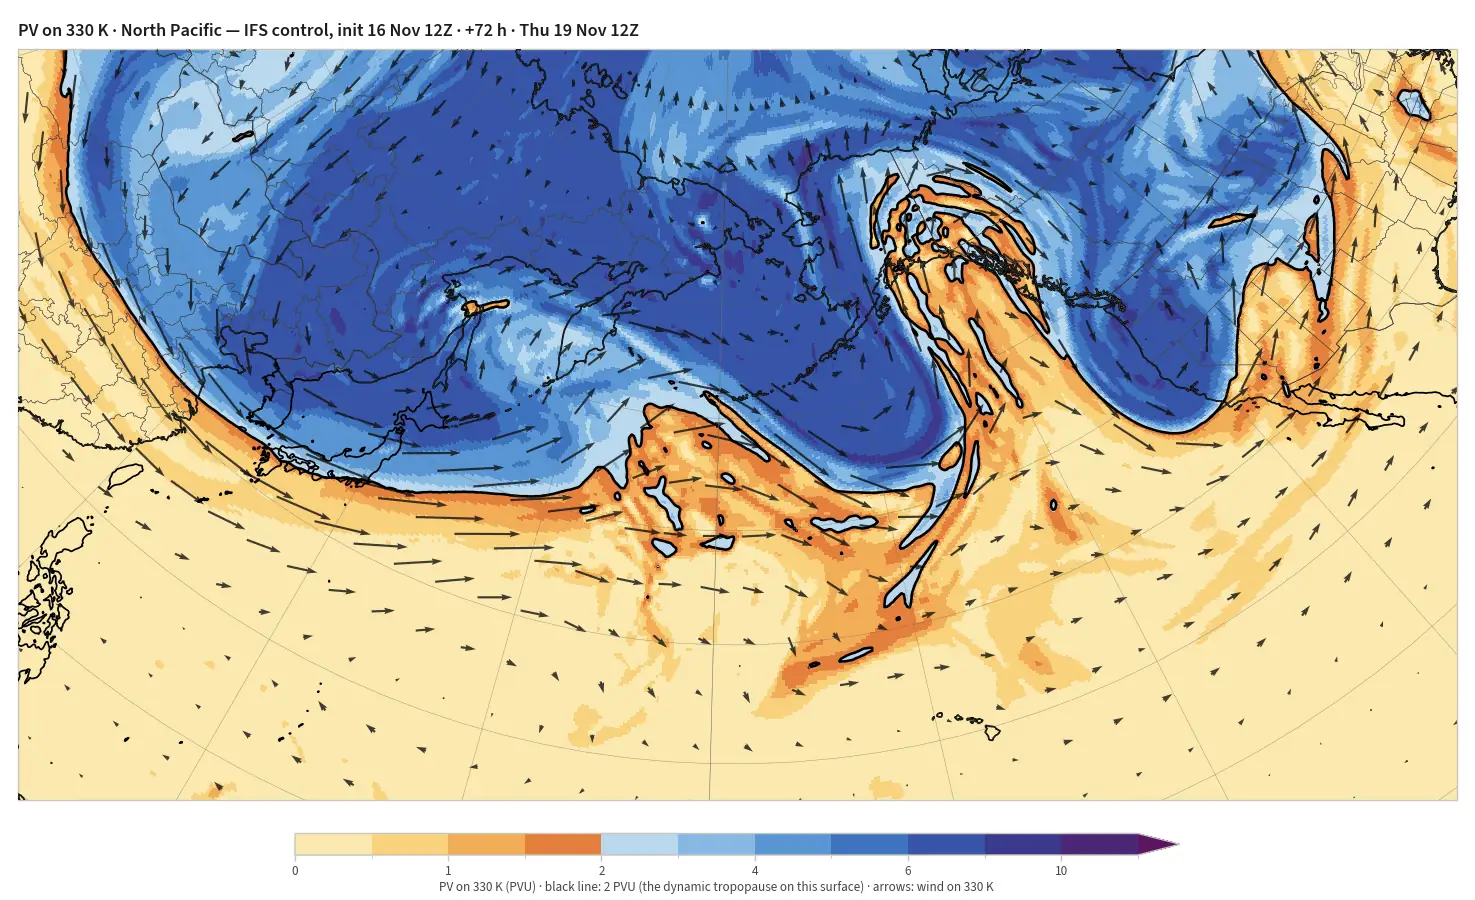 PV on 330 K · North Pacific — IFS control, init 16 Nov 12Z · +72 h · Thu 19 Nov 12Z
0 1 2 4 6 10
PV on 330 K (PVU) · black line: 2 PVU (the dynamic tropopause on this surface) · arrows: wind on 330 K